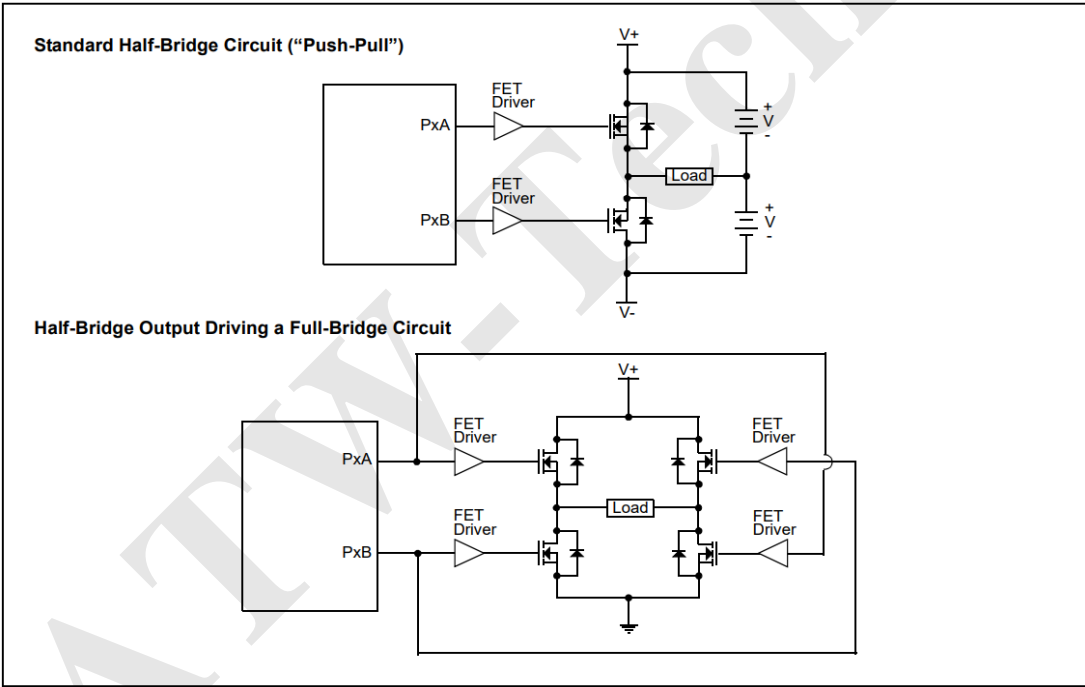 Standard Half-Bridge Circuit (“Push-Pull”)
V+
FET
Driver
PxA
+
V
-
Load
FET
Driver
PxB
+
V
-
V-
Half-Bridge Output Driving a Full-Bridge Circuit
V+
FET
Driver
FET
Driver
PxA
Load
FET
Driver
FET
Driver
PxB
ATW-Tech